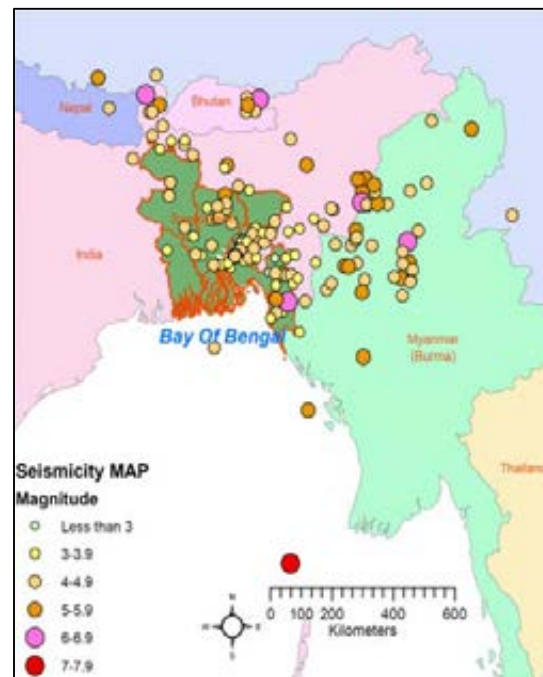 Nepal
Bhutan
India
Bay Of Bengal
Myanmar
(Burma)
Thailand
Seismicity MAP
Magnitude
Less than 3
3-3.9
4-4.9
5-5.9
6-6.9
7-7.9
N
W
E
S
0 100 200 400 600
Kilometers